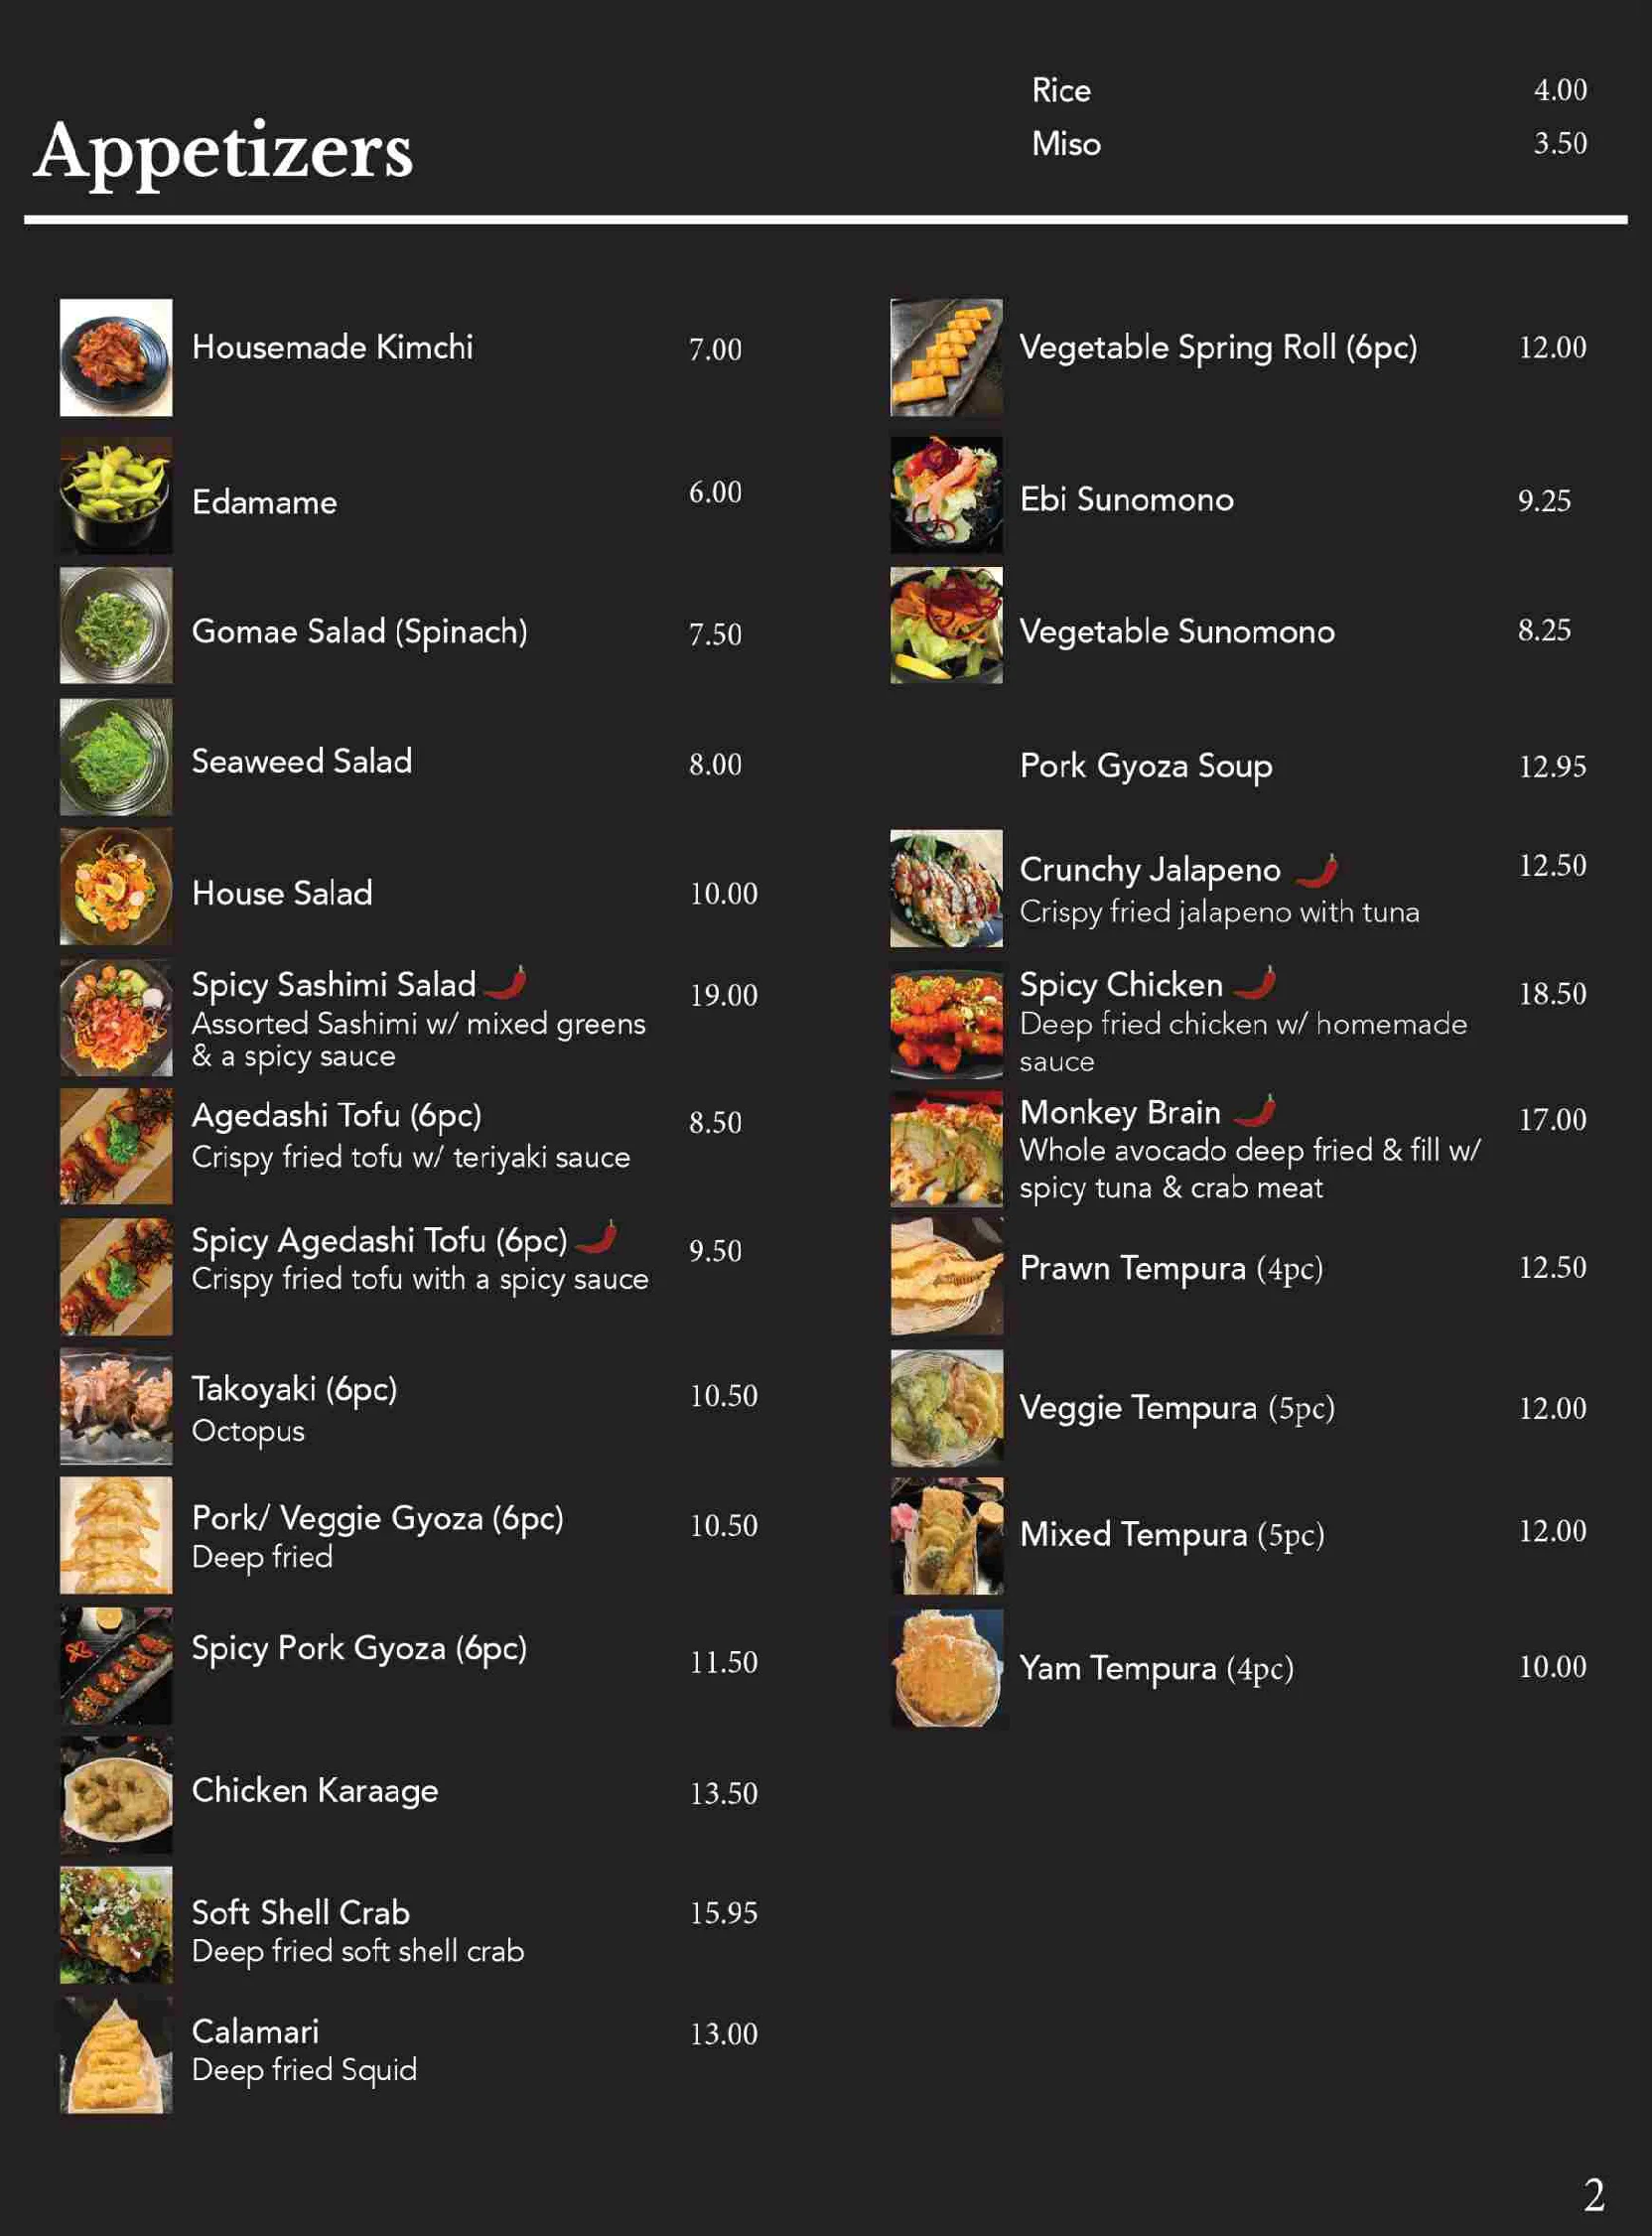 Appetizers
Rice 4.00
Miso 3.50
Housemade Kimchi 7.00
Edamame 6.00
Gomae Salad (Spinach) 7.50
Seaweed Salad 8.00
House Salad 10.00
Spicy Sashimi Salad 19.00
Assorted Sashimi w/ mixed greens
& a spicy sauce
Agedashi Tofu (6pc) 8.50
Crispy fried tofu w/ teriyaki sauce
Spicy Agedashi Tofu (6pc) 9.50
Crispy fried tofu with a spicy sauce
Takoyaki (6pc) 10.50
Octopus
Pork/ Veggie Gyoza (6pc) 10.50
Deep fried
Spicy Pork Gyoza (6pc) 11.50
Chicken Karaage 13.50
Soft Shell Crab 15.95
Deep fried soft shell crab
Calamari 13.00
Deep fried Squid
Vegetable Spring Roll (6pc) 12.00
Ebi Sunomono 9.25
Vegetable Sunomono 8.25
Pork Gyoza Soup 12.95
Crunchy Jalapeno 12.50
Crispy fried jalapeno with tuna
Spicy Chicken 18.50
Deep fried chicken w/ homemade
sauce
Monkey Brain 17.00
Whole avocado deep fried & fill w/
spicy tuna & crab meat
Prawn Tempura (4pc) 12.50
Veggie Tempura (5pc) 12.00
Mixed Tempura (5pc) 12.00
Yam Tempura (4pc) 10.00
2